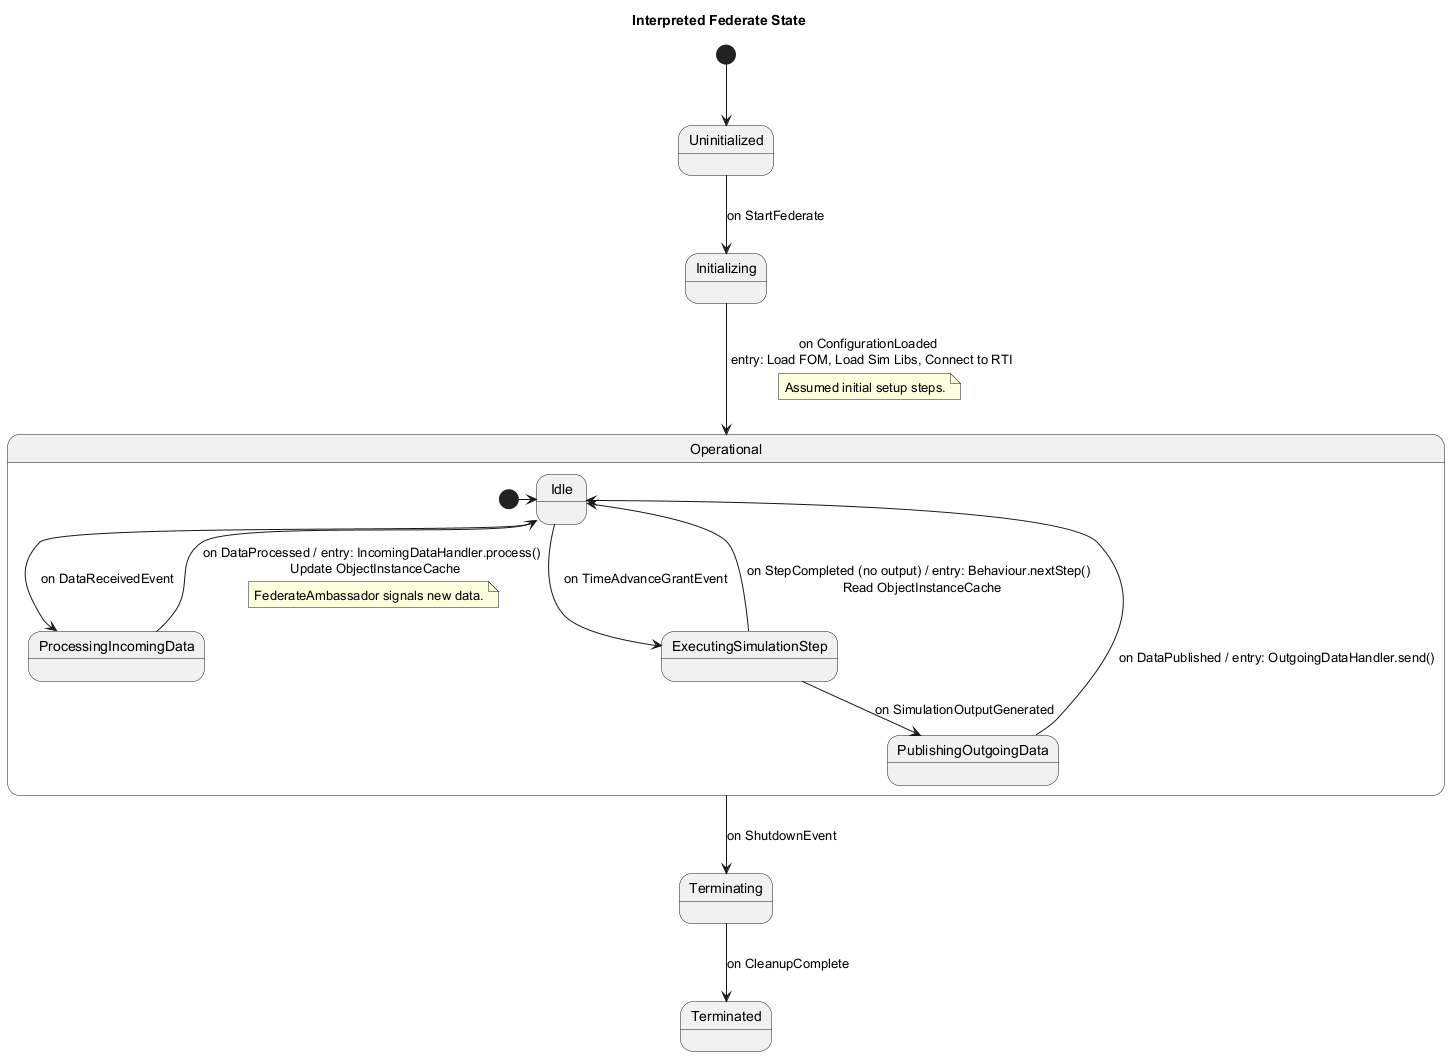 Interpreted Federate State
Uninitialized
on StartFederate
Initializing
on ConfigurationLoaded
entry: Load FOM, Load Sim Libs, Connect to RTI
Assumed initial setup steps.
Operational
Idle
on DataReceivedEvent
on DataProcessed / entry: IncomingDataHandler.process()
Update ObjectInstanceCache
FederateAmbassador signals new data.
on TimeAdvanceGrantEvent
on StepCompleted (no output) / entry: Behaviour.nextStep()
Read ObjectInstanceCache
ProcessingIncomingData
ExecutingSimulationStep
on DataPublished / entry: OutgoingDataHandler.send()
on SimulationOutputGenerated
PublishingOutgoingData
on ShutdownEvent
Terminating
on CleanupComplete
Terminated